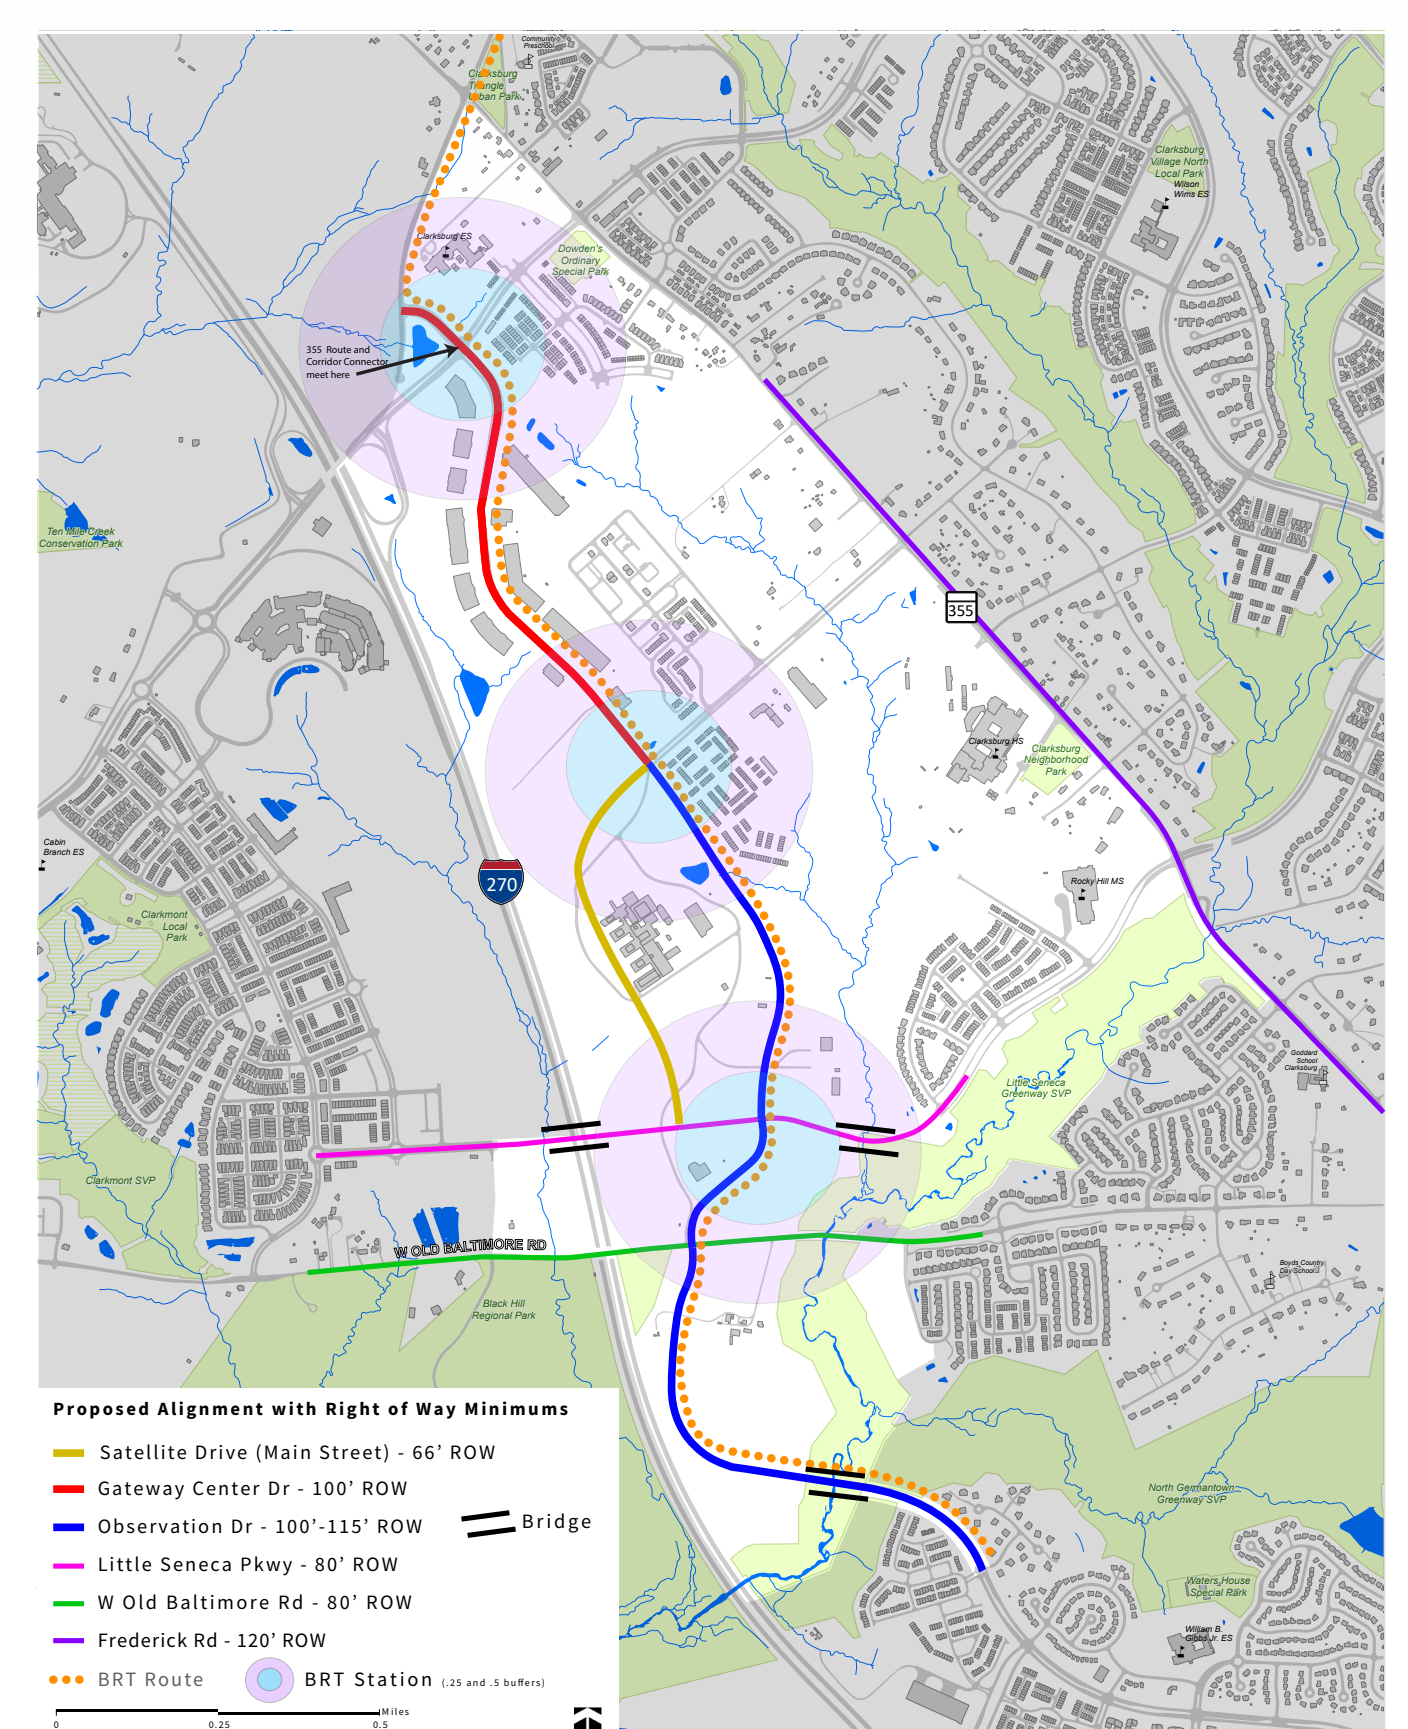 Community
Preschool
Clarksburg
Triangle
Urban Park
Clarksburg
Village North
Local Park
Wilson
Wims ES
Clarksburg ES
Dowden's
Ordinary
Special Park
355 Route and
Corridor Connector
meet here
Ten Mile Creek
Conservation Park
355
Clarksburg HS
Clarksburg
Neighborhood
Park
Cabin
Branch ES
270
Rocky Hill MS
Clarkmont
Local
Park
Goddard
School
Clarksburg
Little Seneca
Greenway SVP
Clarkmont SVP
W OLD BALTIMORE RD
Boyds Country
Day School
Black Hill
Regional Park
North Germantown
Greenway SVP
Waters House
Special Park
William B.
Gibbs Jr. ES
Proposed Alignment with Right of Way Minimums
Satellite Drive (Main Street) - 66’ ROW
Gateway Center Dr - 100’ ROW
Observation Dr - 100’-115’ ROW
Bridge
Little Seneca Pkwy - 80’ ROW
W Old Baltimore Rd - 80’ ROW
Frederick Rd - 120’ ROW
BRT Route
BRT Station (.25 and .5 buffers)
Miles
0 0.25 0.5